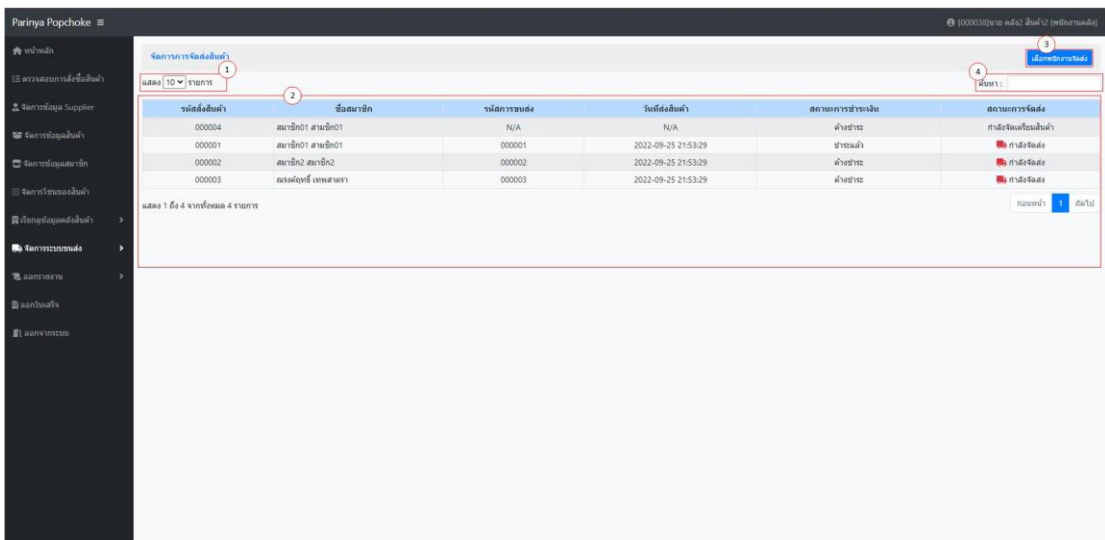 Parinya Popchoke
[000038]นาย คลัง2 สินค้า2 [พนักงานคลัง]
หน้าหลัก
ตรวจสอบการสั่งซื้อสินค้า
จัดการข้อมูล Supplier
จัดการข้อมูลสินค้า
จัดการข้อมูลสมาชิก
จัดการโซนของสินค้า
เรียกดูข้อมูลคลังสินค้า
จัดการระบบขนส่ง
ออกรายงาน
ออกใบเสร็จ
ออกจากระบบ
จัดการการจัดส่งสินค้า
3
เลือกพนักงานจัดส่ง
1
แสดง 10 รายการ
4
ค้นหา :
2
รหัสสั่งสินค้า ชื่อสมาชิก รหัสการขนส่ง วันที่ส่งสินค้า สถานะการชำระเงิน สถานะการจัดส่ง
000004 สมาชิก01 สามชิก01 N/A N/A ค้างชำระ กำลังจัดเตรียมสินค้า
000001 สมาชิก01 สามชิก01 000001 2022-09-25 21:53:29 ชำระแล้ว กำลังจัดส่ง
000002 สมาชิก2 สมาชิก2 000002 2022-09-25 21:53:29 ค้างชำระ กำลังจัดส่ง
000003 ณรงค์ฤทธิ์ เทพสาตรา 000003 2022-09-25 21:53:29 ค้างชำระ กำลังจัดส่ง
แสดง 1 ถึง 4 จากทั้งหมด 4 รายการ
ก่อนหน้า 1 ถัดไป